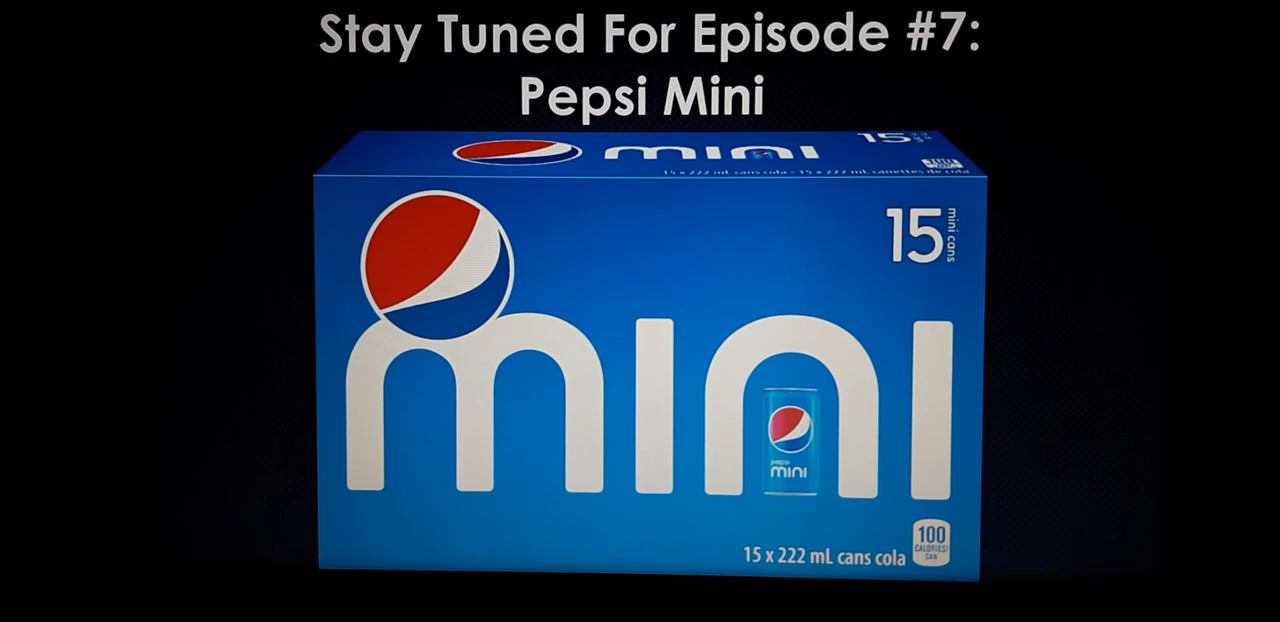 Stay Tuned For Episode #7:
Pepsi Mini
mini
15
15 x 222 mL cans cola - 15 x 222 mL canettes de cola
15
mini cans
mini
pepsi
mini
15 x 222 mL cans cola
100
CALORIES/
CAN